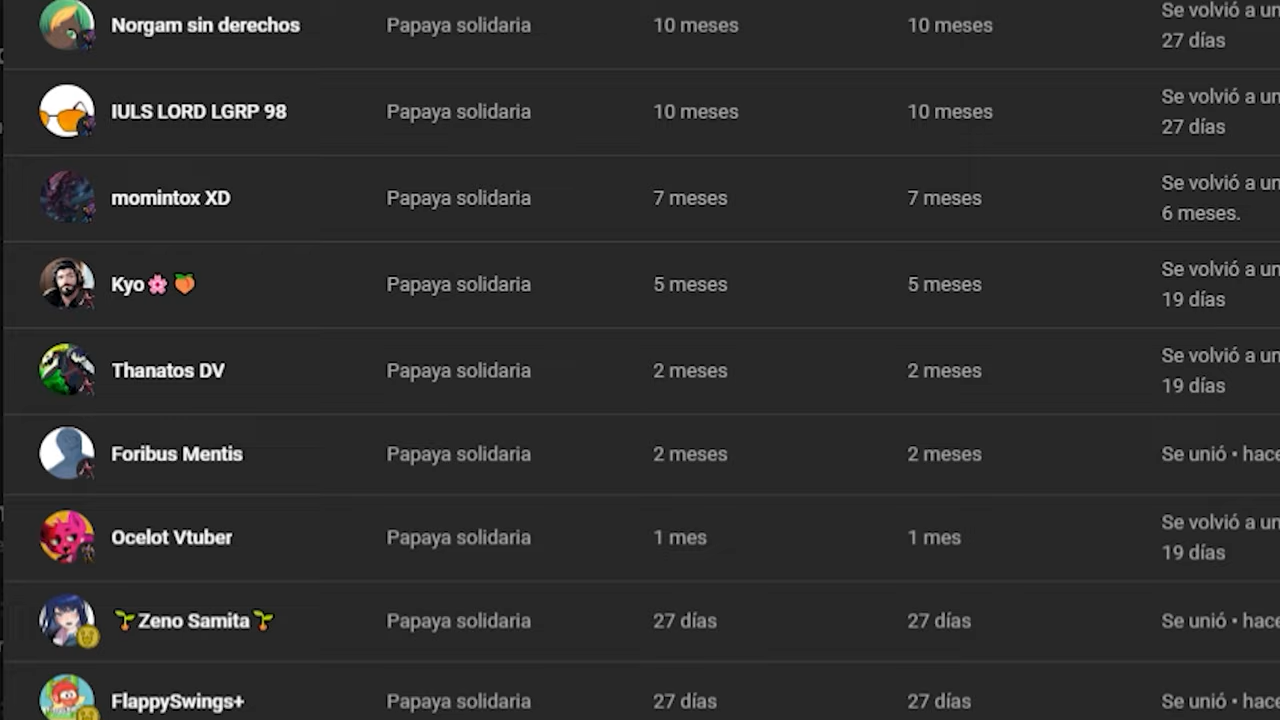 Norgam sin derechos Papaya solidaria 10 meses 10 meses Se volvió a un
27 días
IULS LORD LGRP 98 Papaya solidaria 10 meses 10 meses Se volvió a un
27 días
momintox XD Papaya solidaria 7 meses 7 meses Se volvió a un
6 meses.
Kyo🌸🍑 Papaya solidaria 5 meses 5 meses Se volvió a un
19 días
Thanatos DV Papaya solidaria 2 meses 2 meses Se volvió a un
19 días
Foribus Mentis Papaya solidaria 2 meses 2 meses Se unió • hace
Ocelot Vtuber Papaya solidaria 1 mes 1 mes Se volvió a un
19 días
🌱Zeno Samita🌱 Papaya solidaria 27 días 27 días Se unió • hace
FlappySwings+ Papaya solidaria 27 días 27 días Se unió • hace